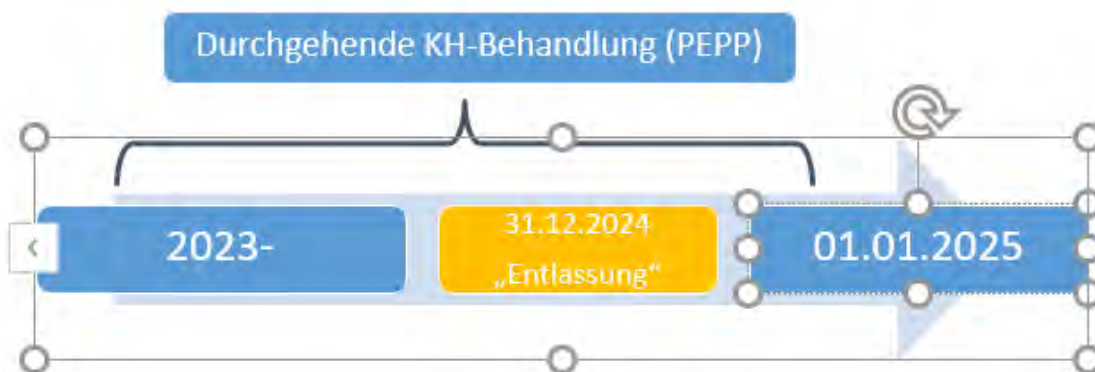 Durchgehende KH-Behandlung (PEPP)
2023-
31.12.2024
„Entlassung“
01.01.2025